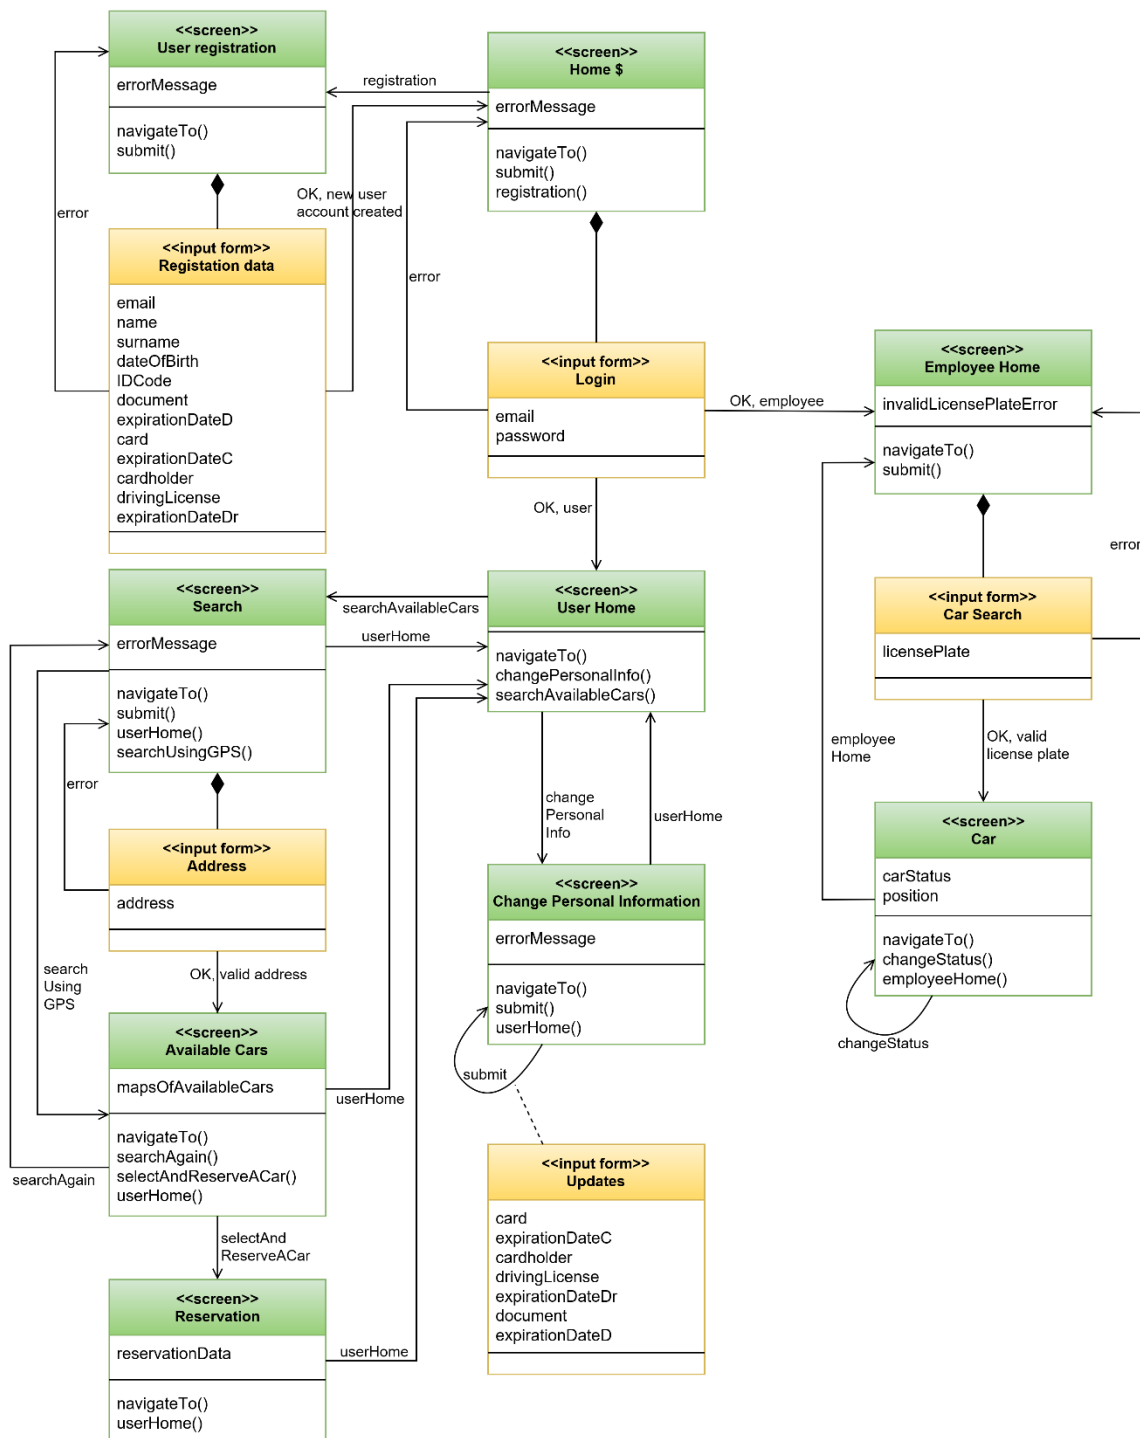 <<screen>>
User registration
errorMessage
navigateTo()
submit()
<<screen>>
Home $
errorMessage
navigateTo()
submit()
registration()
registration
OK, new user
account created
error
error
<<input form>>
Registation data
email
name
surname
dateOfBirth
IDCode
document
expirationDateD
card
expirationDateC
cardholder
drivingLicense
expirationDateDr
<<input form>>
Login
email
password
OK, employee
OK, user
<<screen>>
Employee Home
invalidLicensePlateError
navigateTo()
submit()
error
<<input form>>
Car Search
licensePlate
OK, valid
license plate
employee
Home
<<screen>>
Car
carStatus
position
navigateTo()
changeStatus()
employeeHome()
changeStatus
<<screen>>
Search
errorMessage
navigateTo()
submit()
userHome()
searchUsingGPS()
searchAvailableCars
userHome
<<screen>>
User Home
navigateTo()
changePersonalInfo()
searchAvailableCars()
error
change
Personal
Info
userHome
<<input form>>
Address
address
OK, valid address
search
Using
GPS
<<screen>>
Change Personal Information
errorMessage
navigateTo()
submit()
userHome()
submit
<<screen>>
Available Cars
mapsOfAvailableCars
navigateTo()
searchAgain()
selectAndReserveACar()
userHome()
userHome
searchAgain
selectAnd
ReserveACar
<<input form>>
Updates
card
expirationDateC
cardholder
drivingLicense
expirationDateDr
document
expirationDateD
<<screen>>
Reservation
reservationData
navigateTo()
userHome()
userHome